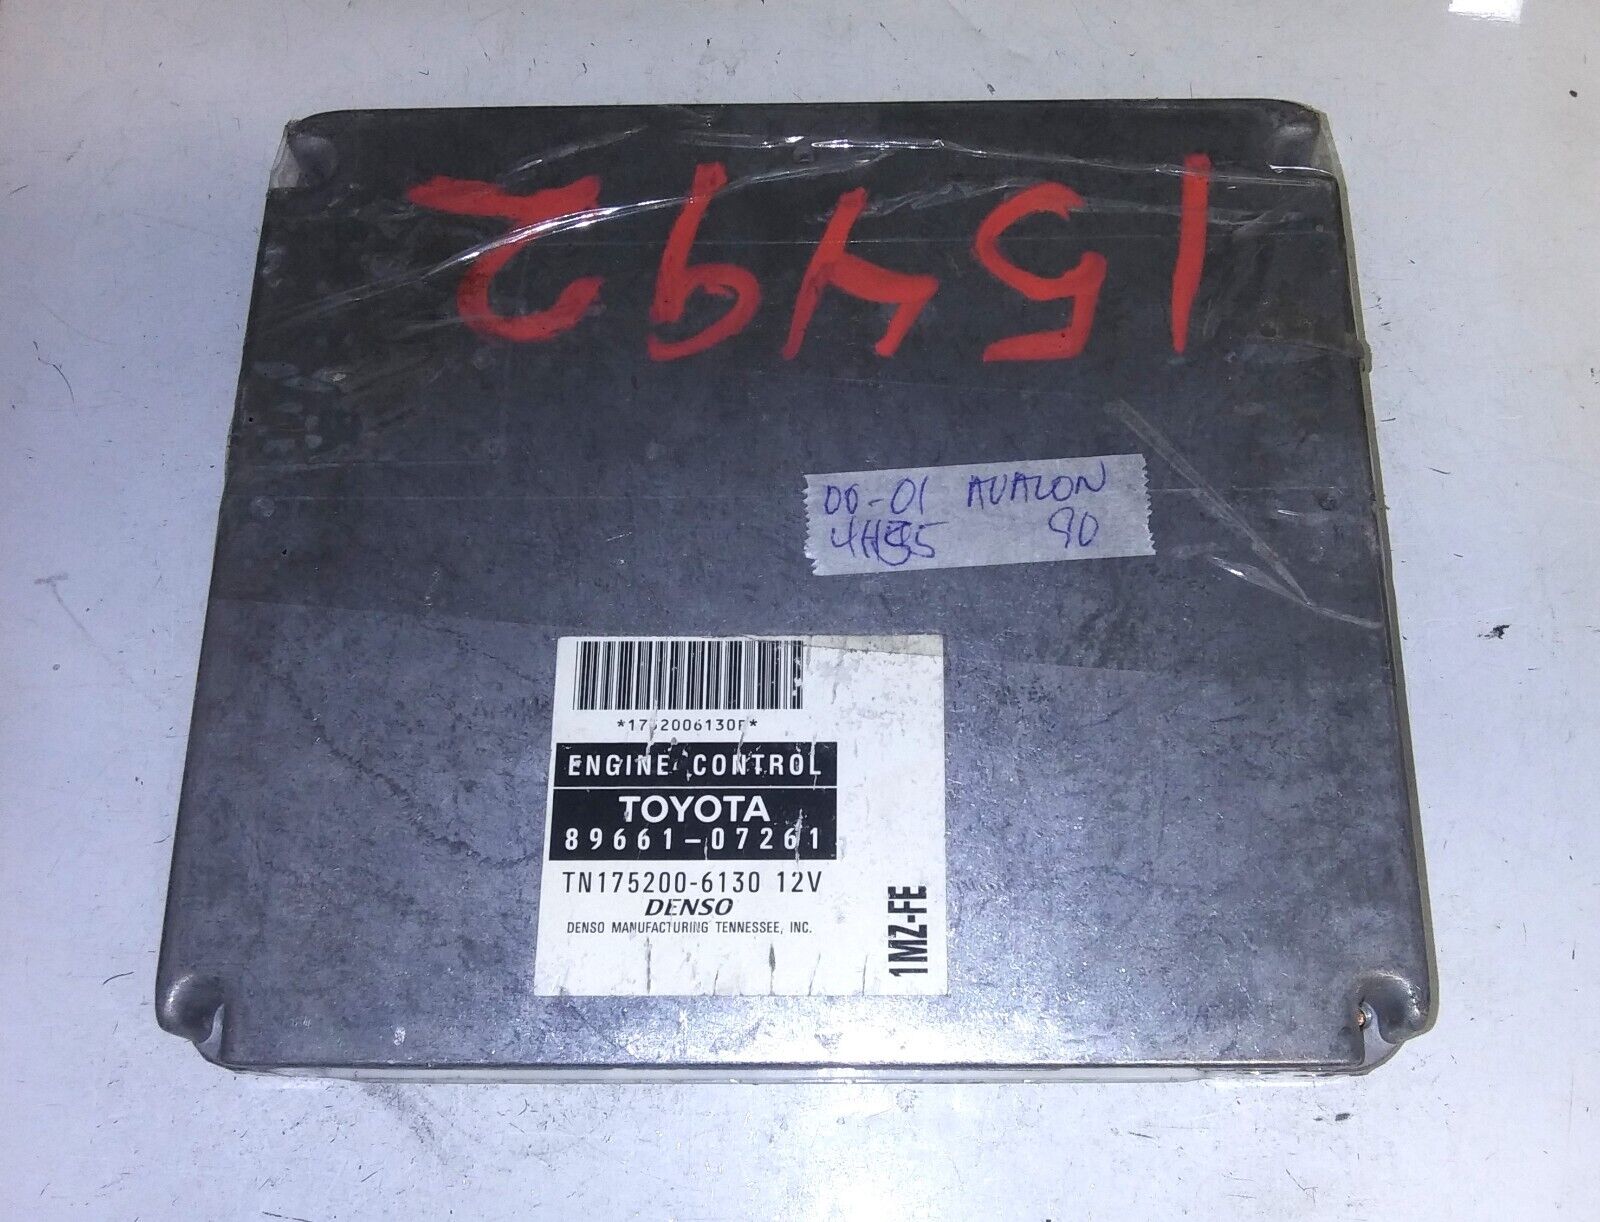 15492
00-01 AVALON
90
ENGINE CONTROL
TOYOTA
89661-07261
TN175200-6130 12V
DENSO
DENSO MANUFACTURING TENNESSEE, INC.
1MZ-FE